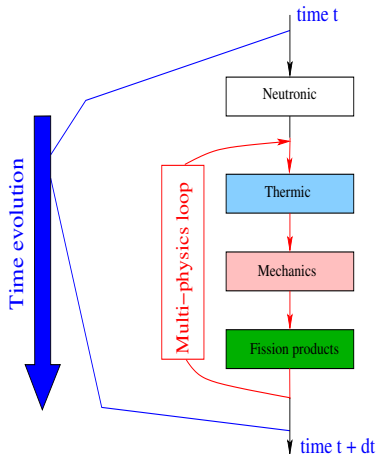 time t
Neutronic
Thermic
Mechanics
Fission products
time t + dt
Multi-physics loop
Time evolution